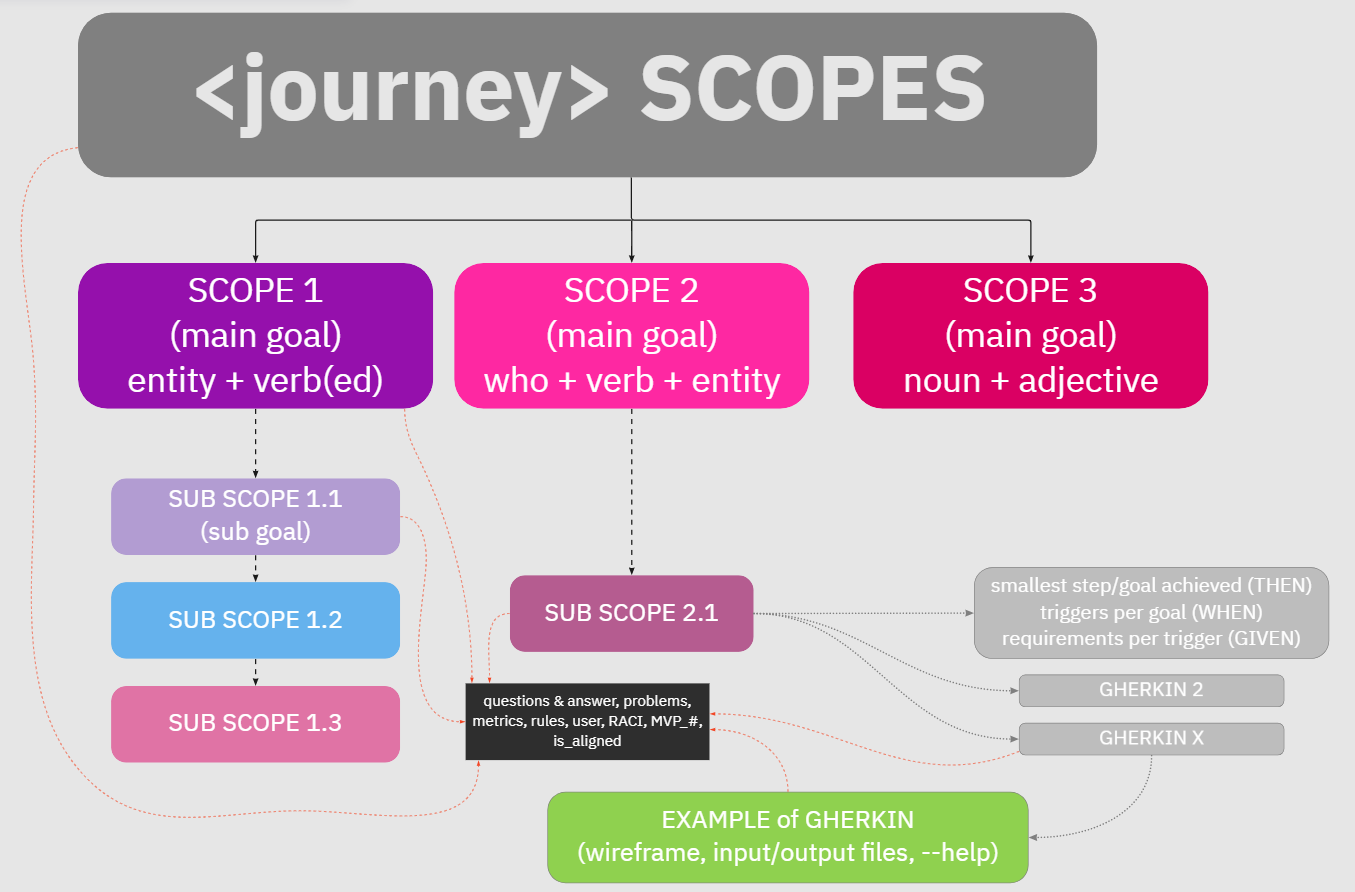 <journey> SCOPES
SCOPE 1
(main goal)
entity + verb(ed)
SCOPE 2
(main goal)
who + verb + entity
SCOPE 3
(main goal)
noun + adjective
SUB SCOPE 1.1
(sub goal)
SUB SCOPE 1.2
SUB SCOPE 1.3
SUB SCOPE 2.1
smallest step/goal achieved (THEN)
triggers per goal (WHEN)
requirements per trigger (GIVEN)
GHERKIN 2
GHERKIN X
questions & answer, problems,
metrics, rules, user, RACI, MVP_#,
is_aligned
EXAMPLE of GHERKIN
(wireframe, input/output files, --help)